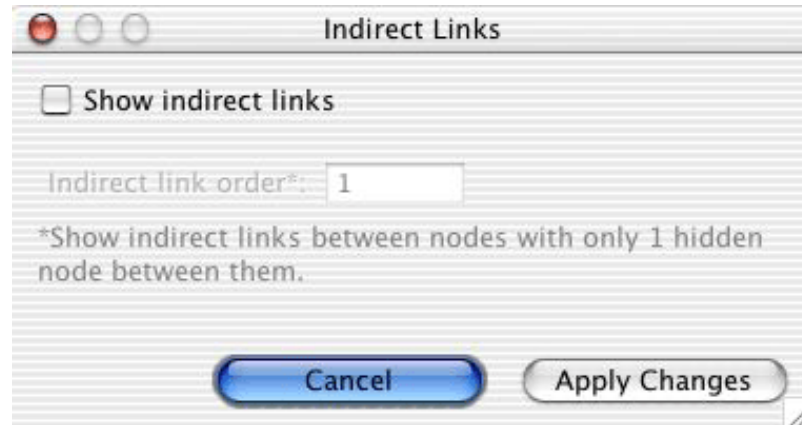 Indirect Links
Show indirect links
Indirect link order*: 1
*Show indirect links between nodes with only 1 hidden
node between them.
Cancel Apply Changes